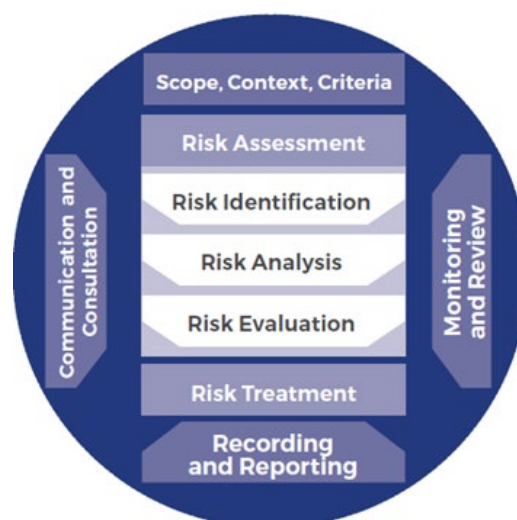 Scope, Context, Criteria
Risk Assessment
Risk Identification
Risk Analysis
Risk Evaluation
Risk Treatment
Recording
and Reporting
Communication and
Consultation
Monitoring
and Review